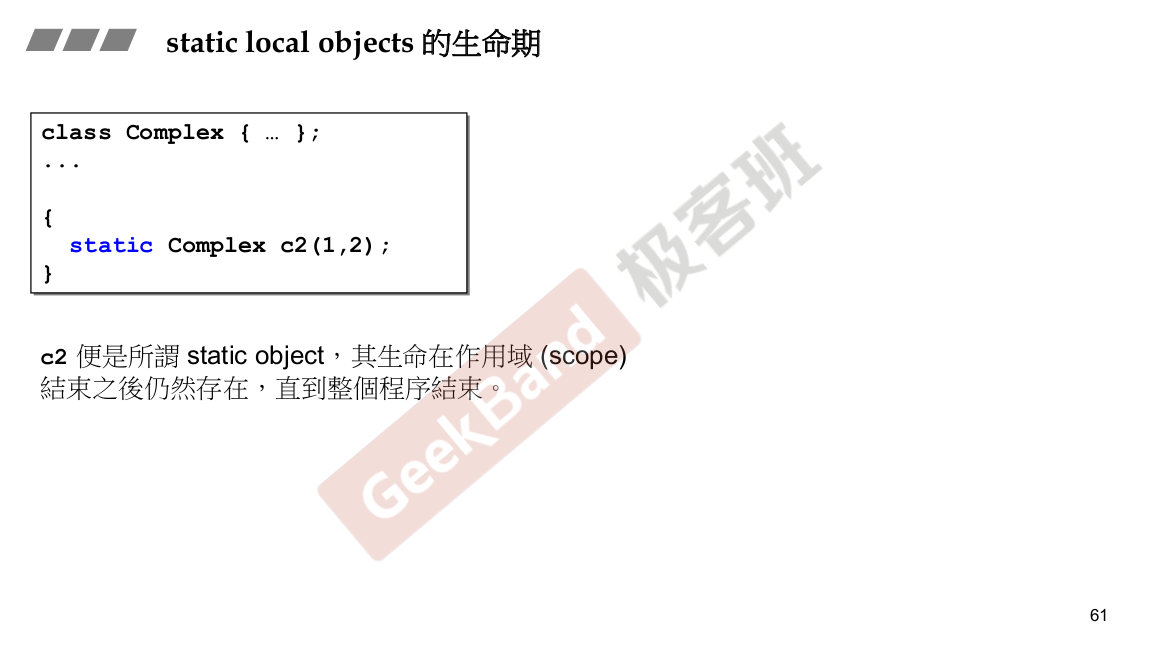 static local objects 的生命期
class Complex { … };
...
{
static Complex c2(1,2);
}
c2 便是所謂 static object，其生命在作用域 (scope)
結束之後仍然存在，直到整個程序結束。
GeekBand 极客班
61